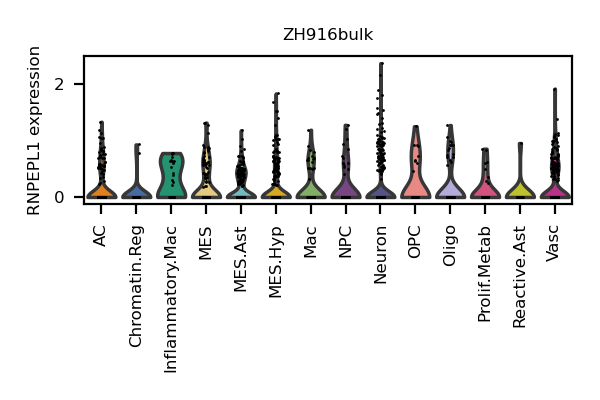 ZH916bulk
RNPEPL1 expression
2
0
AC
Chromatin.Reg
Inflammatory.Mac
MES
MES.Ast
MES.Hyp
Mac
NPC
Neuron
OPC
Oligo
Prolif.Metab
Reactive.Ast
Vasc